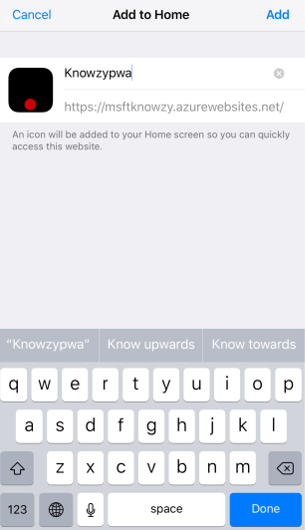 Cancel Add to Home Add
Knowzypwa
https://msftknowzy.azurewebsites.net/
An icon will be added to your Home screen so you can quickly
access this website.
“Knowzypwa” Know upwards Know towards
q w e r t y u i o p
a s d f g h j k l
z x c v b n m
123 space Done